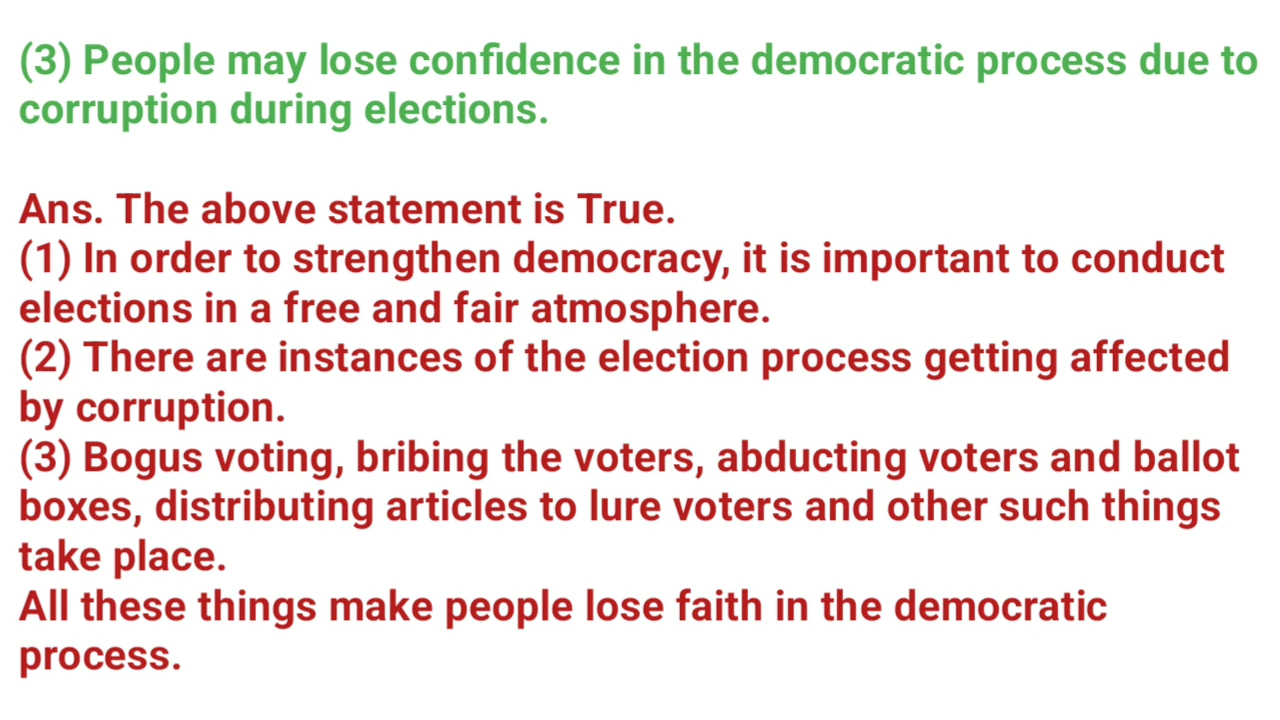 (3) People may lose confidence in the democratic process due to
corruption during elections.
Ans. The above statement is True.
(1) In order to strengthen democracy, it is important to conduct
elections in a free and fair atmosphere.
(2) There are instances of the election process getting affected
by corruption.
(3) Bogus voting, bribing the voters, abducting voters and ballot
boxes, distributing articles to lure voters and other such things
take place.
All these things make people lose faith in the democratic
process.